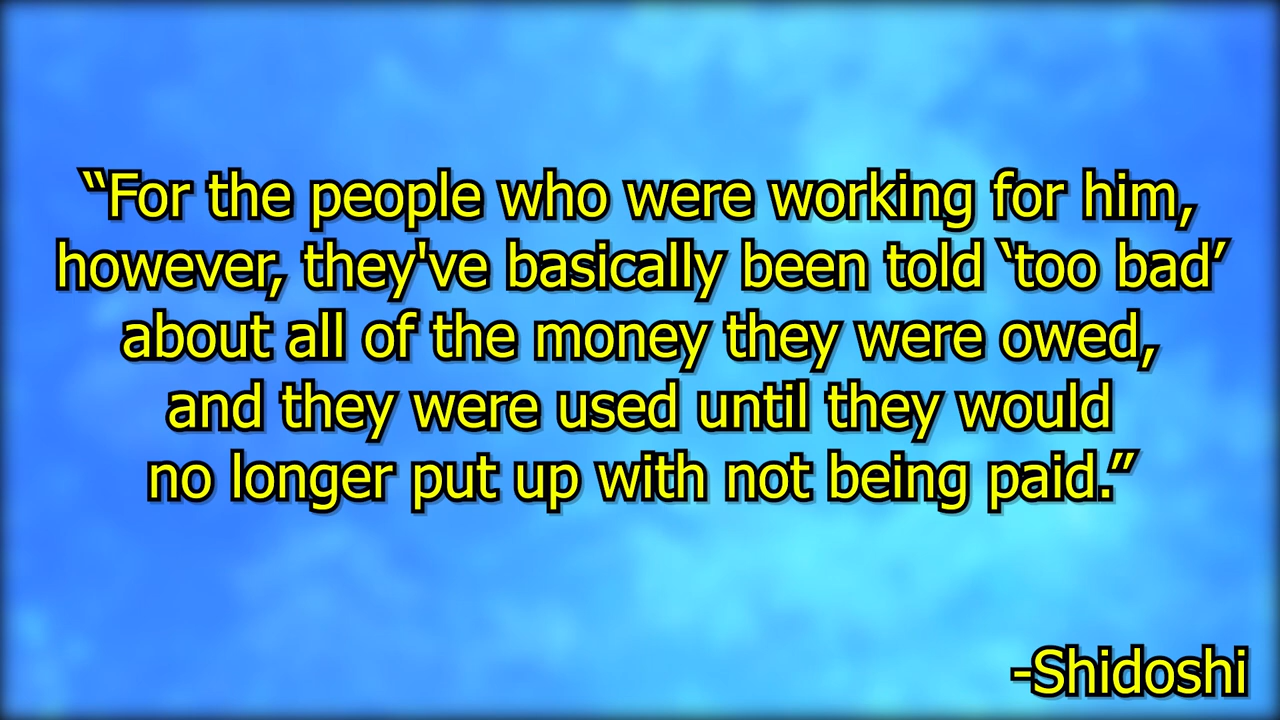 “For the people who were working for him,
however, they've basically been told ‘too bad’
about all of the money they were owed,
and they were used until they would
no longer put up with not being paid.”
-Shidoshi